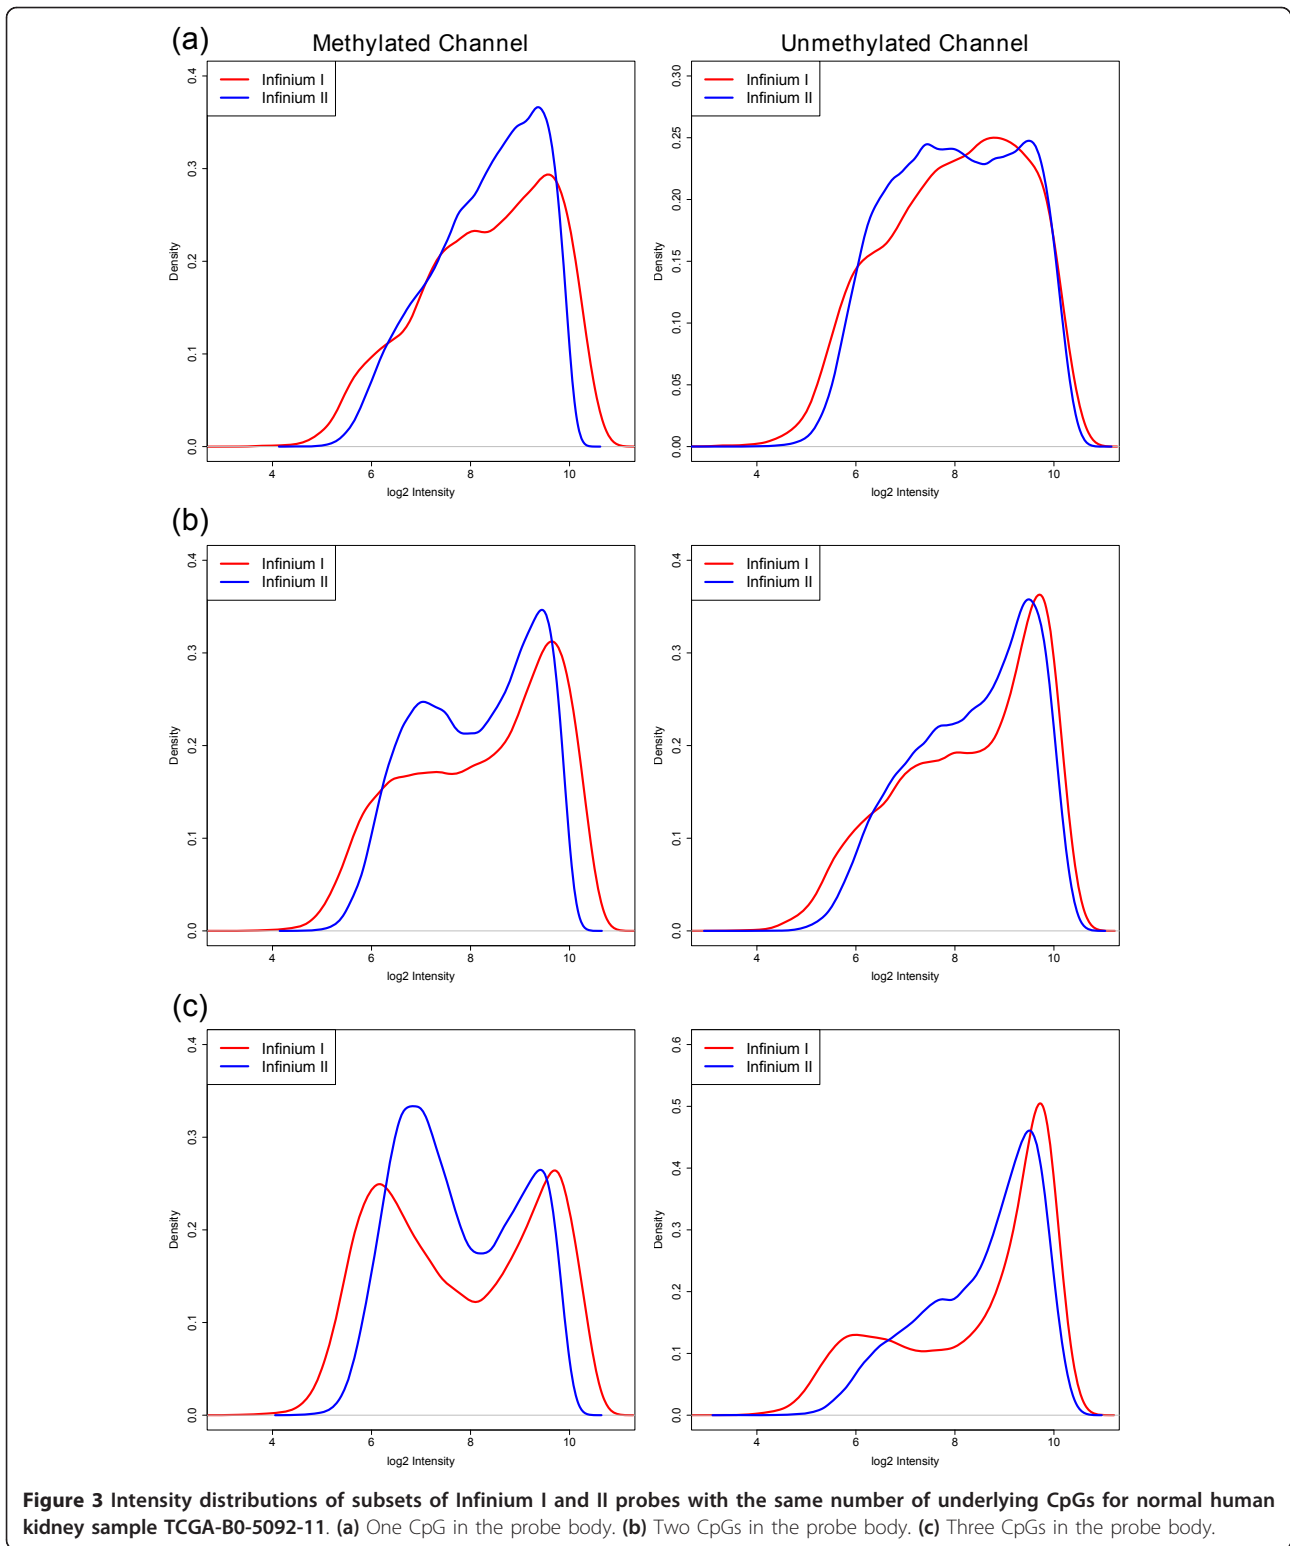 (a)
Methylated Channel
Unmethylated Channel
Infinium I
Infinium II
Density
0.0
0.1
0.2
0.3
0.4
4
6
8
10
log2 Intensity
Infinium I
Infinium II
Density
0.00
0.05
0.10
0.15
0.20
0.25
0.30
4
6
8
10
log2 Intensity
(b)
Infinium I
Infinium II
Density
0.0
0.1
0.2
0.3
0.4
4
6
8
10
log2 Intensity
Infinium I
Infinium II
Density
0.0
0.1
0.2
0.3
0.4
4
6
8
10
log2 Intensity
(c)
Infinium I
Infinium II
Density
0.0
0.1
0.2
0.3
0.4
4
6
8
10
log2 Intensity
Infinium I
Infinium II
Density
0.0
0.1
0.2
0.3
0.4
0.5
0.6
4
6
8
10
log2 Intensity
Figure 3 Intensity distributions of subsets of Infinium I and II probes with the same number of underlying CpGs for normal human
kidney sample TCGA-B0-5092-11. (a) One CpG in the probe body. (b) Two CpGs in the probe body. (c) Three CpGs in the probe body.